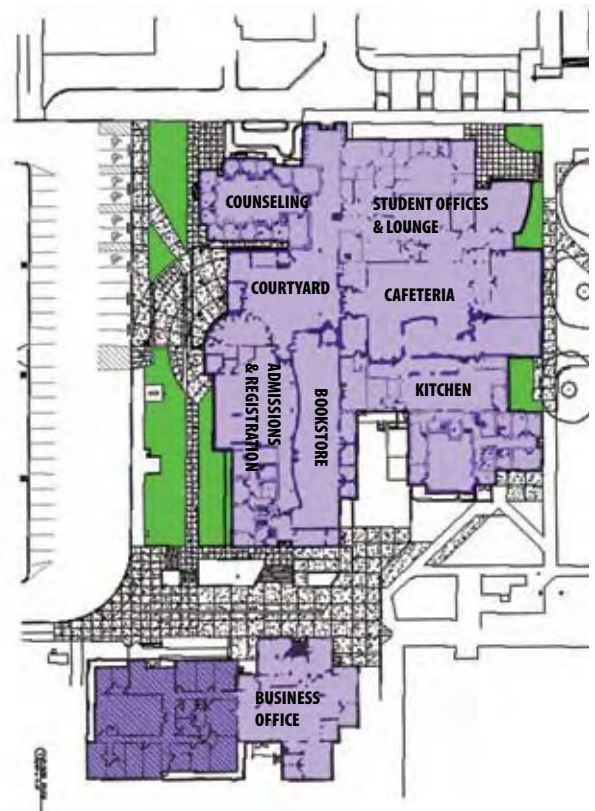 COUNSELING
STUDENT OFFICES
& LOUNGE
COURTYARD
CAFETERIA
ADMISSIONS
& REGISTRATION
BOOKSTORE
KITCHEN
BUSINESS
OFFICE